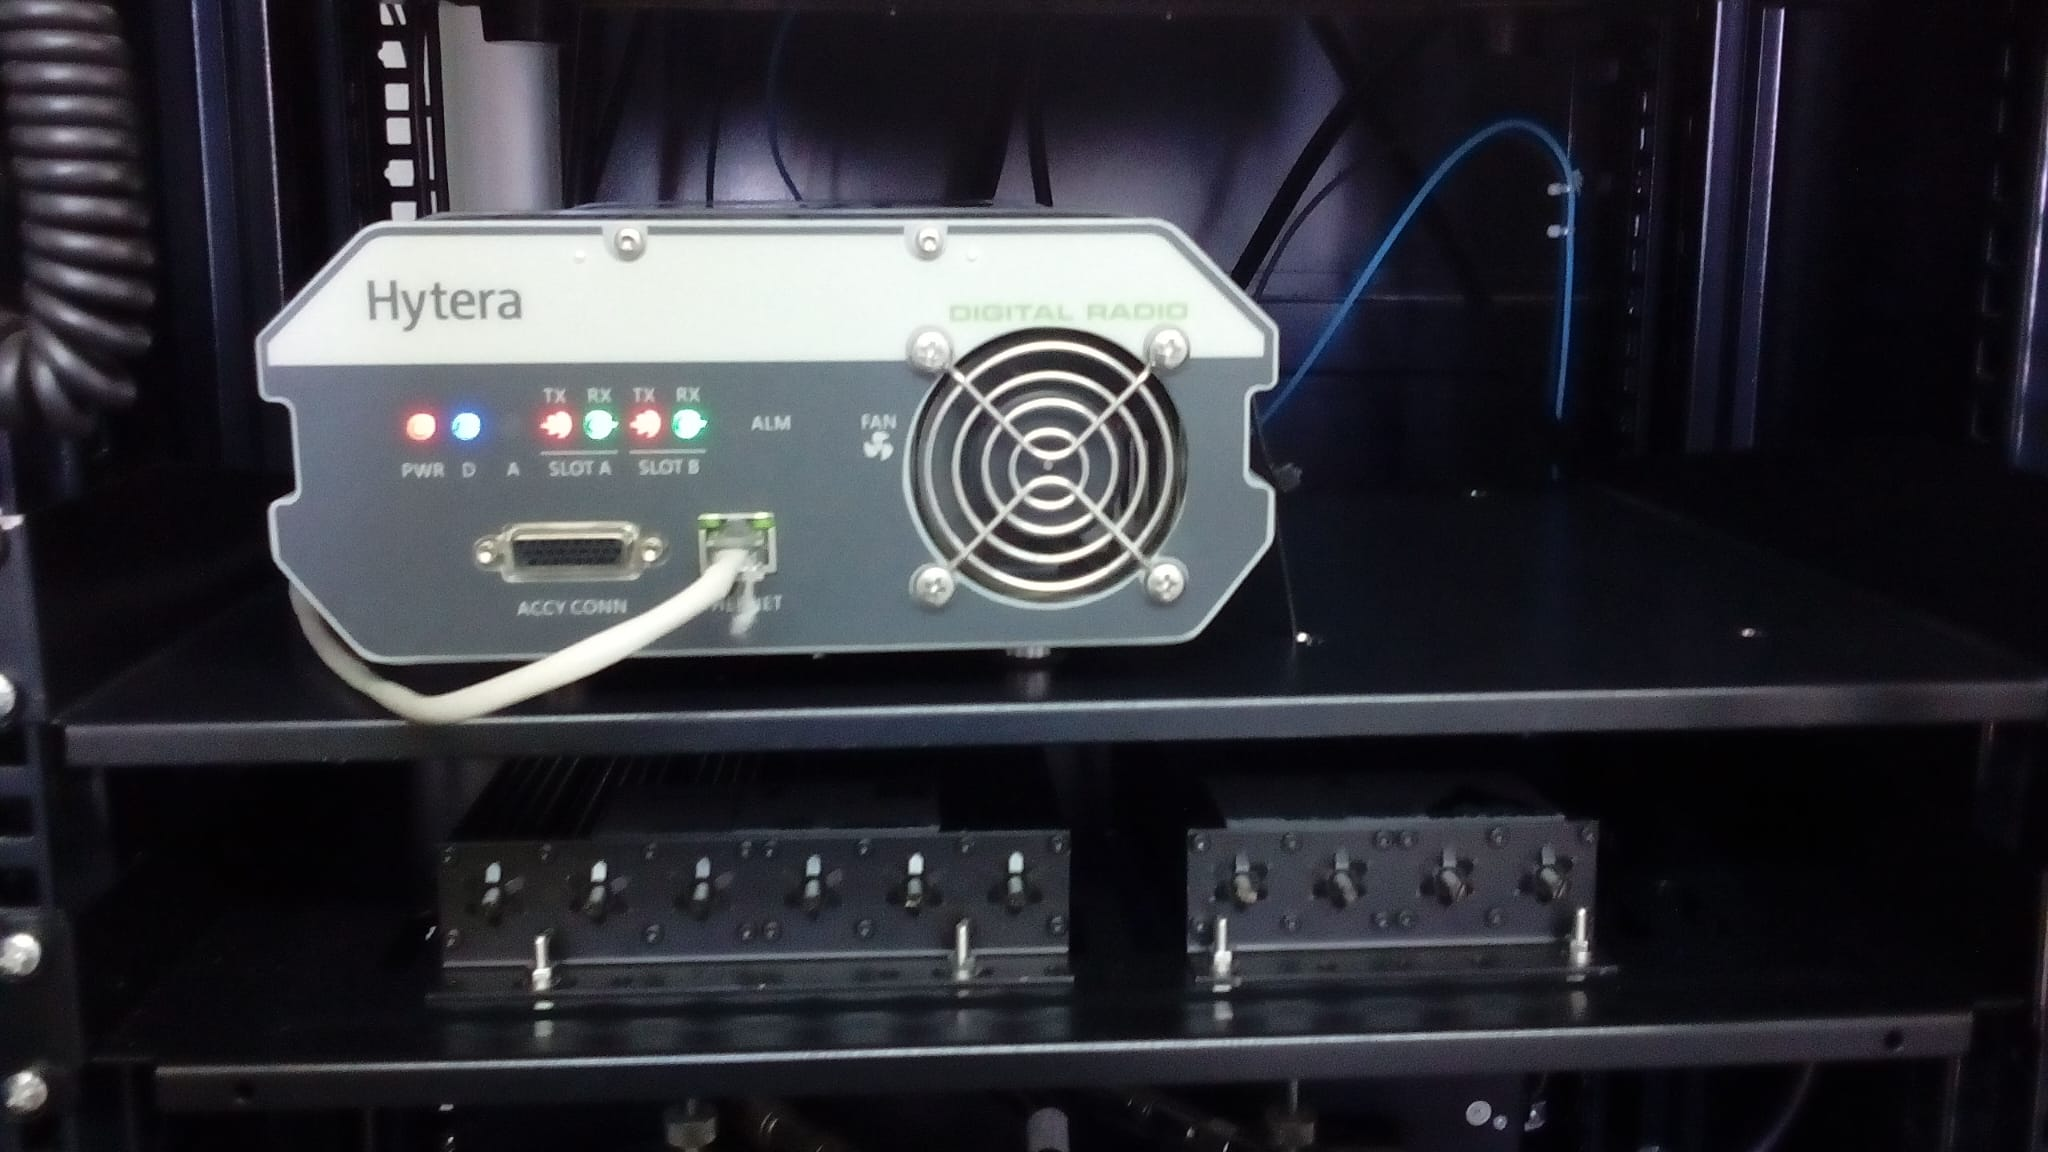 Hytera
DIGITAL RADIO
TX RX TX RX
ALM
FAN
PWR D A SLOT A SLOT B
ACCY CONN